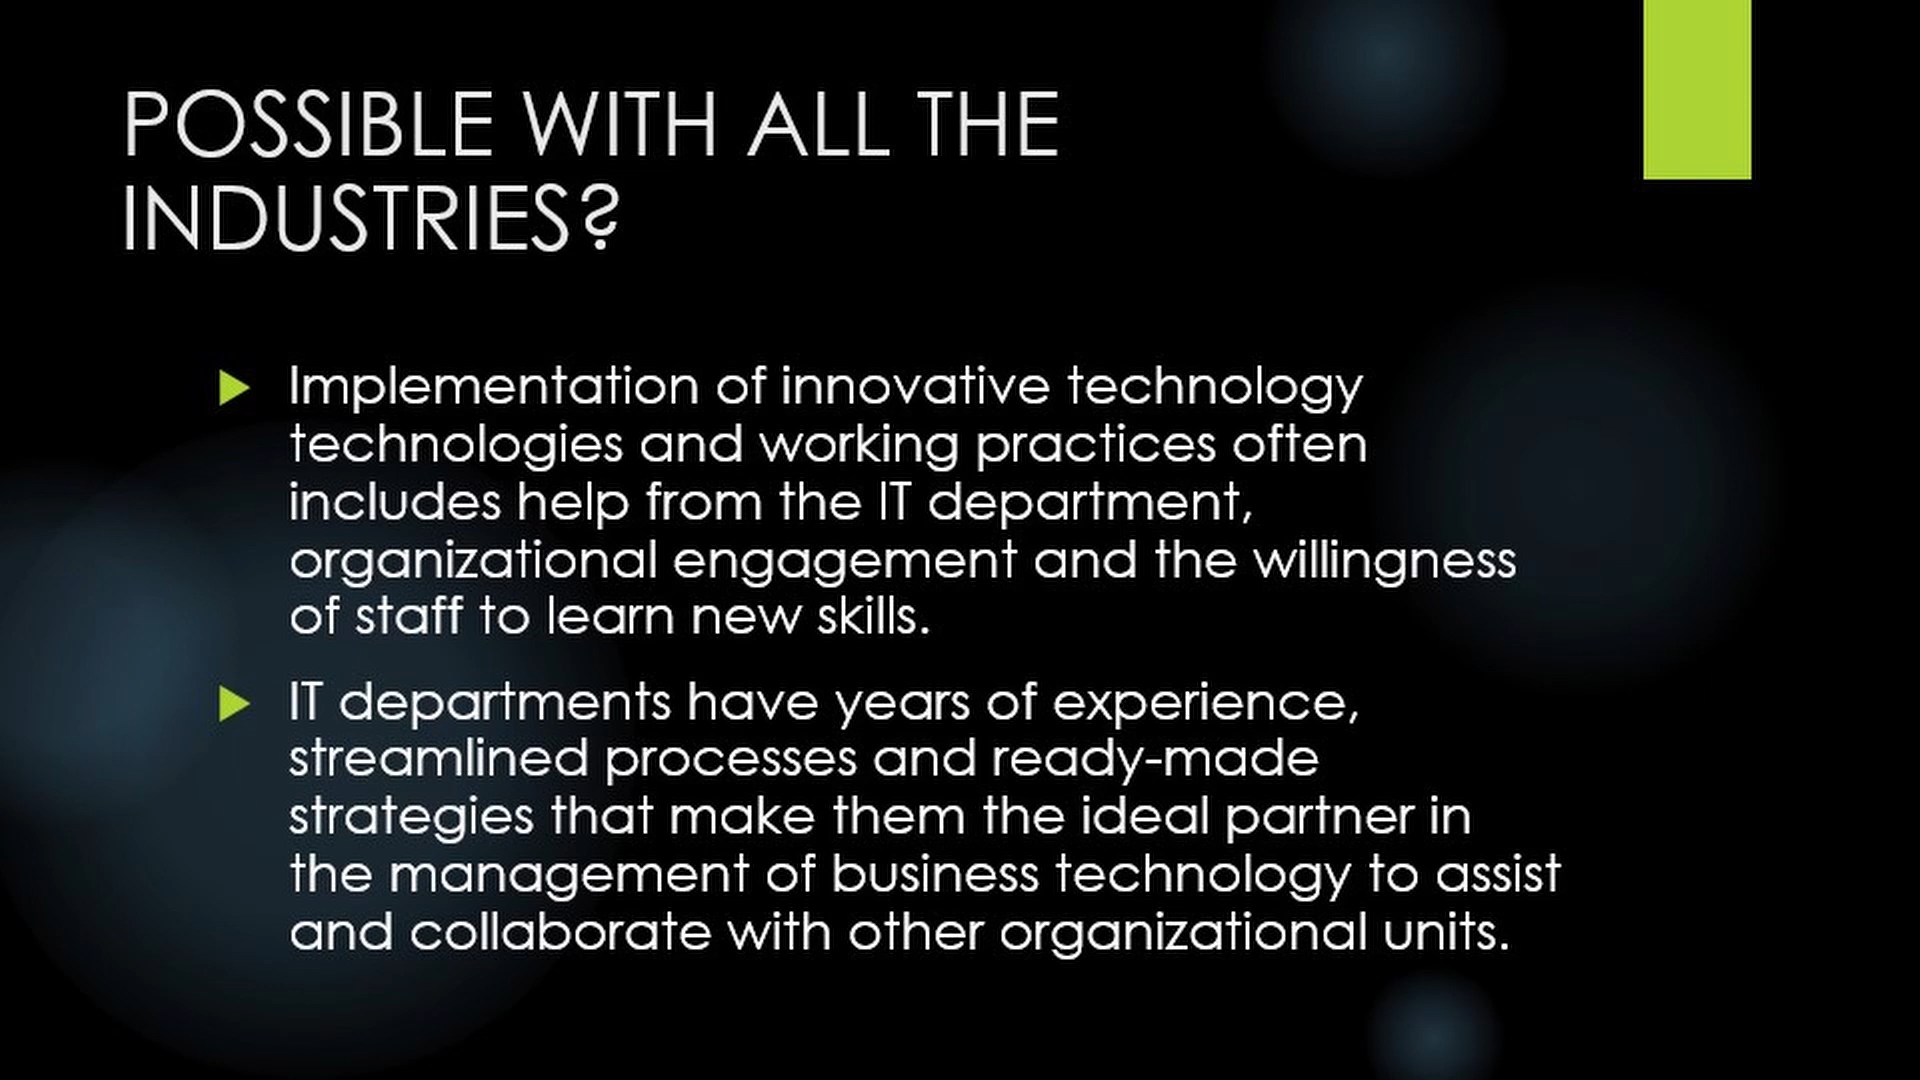 POSSIBLE WITH ALL THE
INDUSTRIES?
Implementation of innovative technology
technologies and working practices often
includes help from the IT department,
organizational engagement and the willingness
of staff to learn new skills.
IT departments have years of experience,
streamlined processes and ready-made
strategies that make them the ideal partner in
the management of business technology to assist
and collaborate with other organizational units.